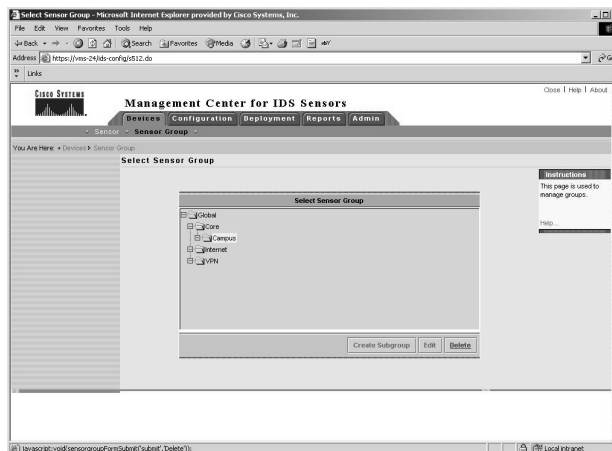 Select Sensor Group - Microsoft Internet Explorer provided by Cisco Systems, Inc.
File Edit View Favorites Tools Help
Back Search Favorites Media
Address https://vms-24/ids-config/s512.do
» Links
Close | Help | About
CISCO SYSTEMS
Management Center for IDS Sensors
Devices Configuration Deployment Reports Admin
Sensor Sensor Group
You Are Here: Devices Sensor Group
Select Sensor Group
Instructions
This page is used to
manage groups.
Help...
Select Sensor Group
Global
Core
Campus
Internet
VPN
Create Subgroup Edit Delete
javascript:void(sensorgroupFormSubmit('submit','Delete'));
Local intranet